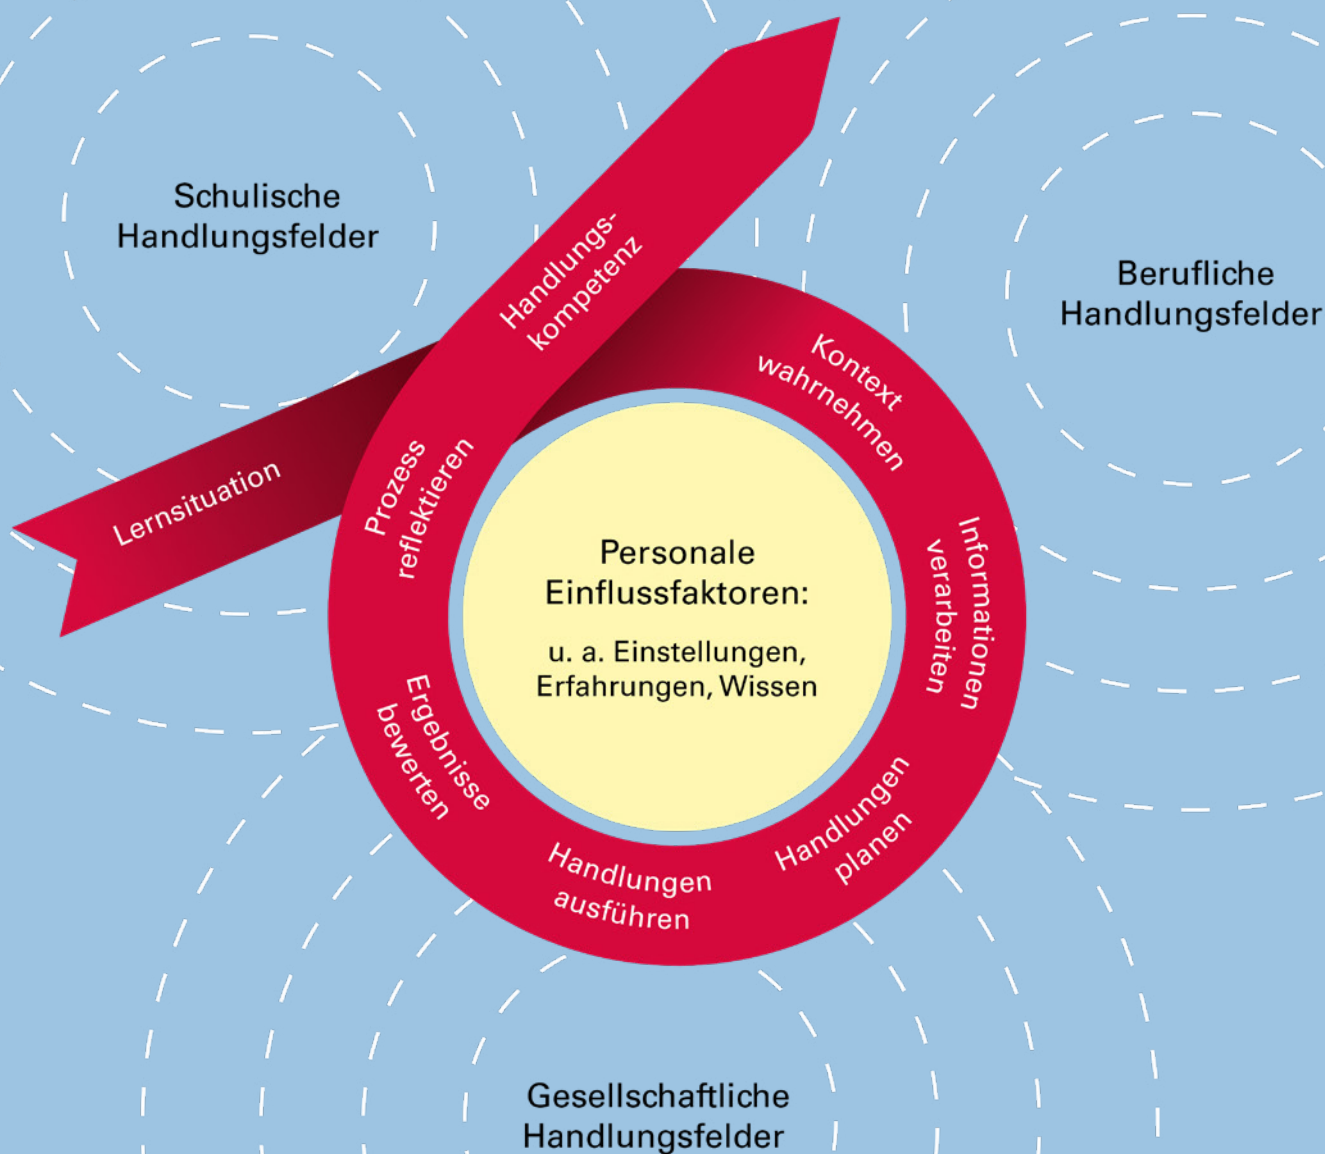 Schulische
Handlungsfelder
Berufliche
Handlungsfelder
Handlungs-
kompetenz
Lernsituation
Kontext
wahrnehmen
Informationen
verarbeiten
Handlungen
planen
Handlungen
ausführen
Ergebnisse
bewerten
Prozess
reflektieren
Personale
Einflussfaktoren:
u. a. Einstellungen,
Erfahrungen, Wissen
Gesellschaftliche
Handlungsfelder